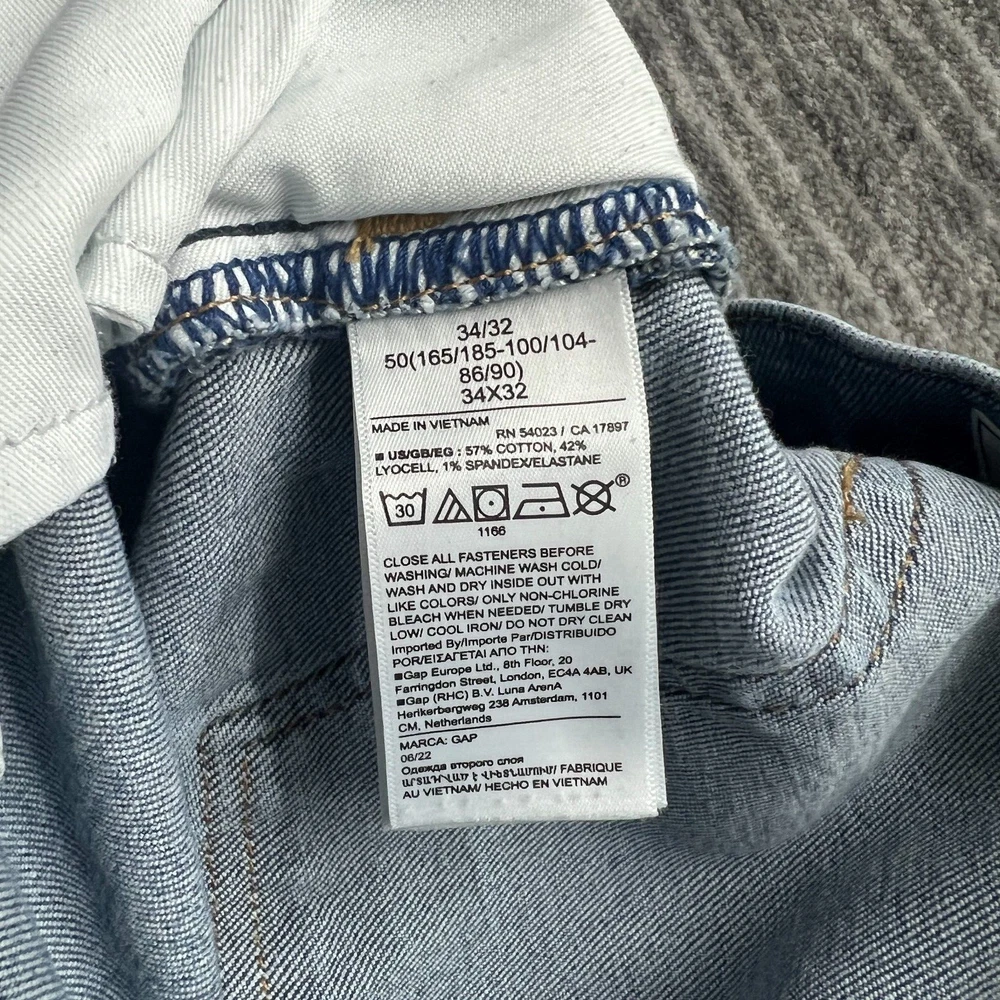 34/32
50(165/185-100/104-
86/90)
34X32
MADE IN VIETNAM
RN 54023 / CA 17897
■ US/GB/EG : 57% COTTON, 42%
LYOCELL, 1% SPANDEX/ELASTANE
30 ®
1166
CLOSE ALL FASTENERS BEFORE
WASHING/ MACHINE WASH COLD/
WASH AND DRY INSIDE OUT WITH
LIKE COLORS/ ONLY NON-CHLORINE
BLEACH WHEN NEEDED/ TUMBLE DRY
LOW/ COOL IRON/ DO NOT DRY CLEAN
Imported By/Importe Par/DISTRIBUIDO
POR/ΕΙΣΑΓΕΤΑΙ ΑΠΟ ΤΗΝ:
■Gap Europe Ltd., 8th Floor, 20
Farringdon Street, London, EC4A 4AB, UK
■Gap (RHC) B.V. Luna ArenA
Herikerbergweg 238 Amsterdam, 1101
CM, Netherlands
MARCA: GAP
06/22
Одежда второго слоя
FABRIQUE
AU VIETNAM/ HECHO EN VIETNAM